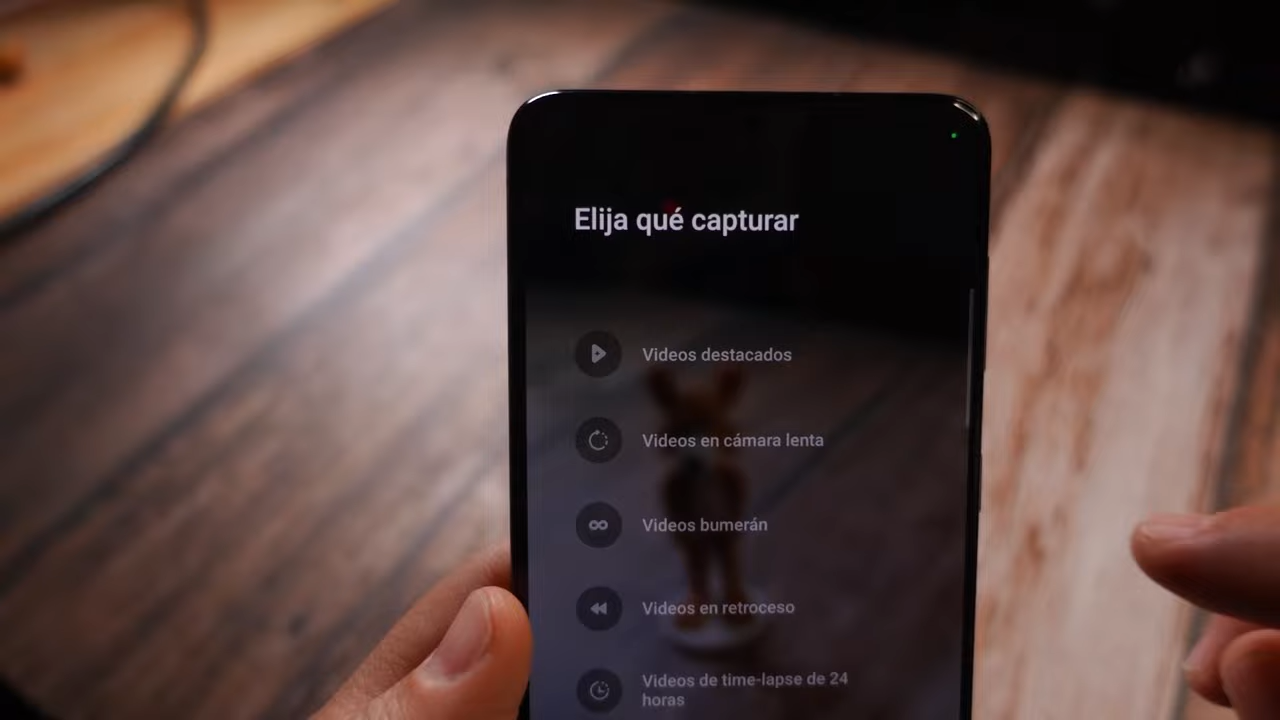 Elija qué capturar
Videos destacados
Videos en cámara lenta
Videos bumerán
Videos en retroceso
Videos de time-lapse de 24
horas